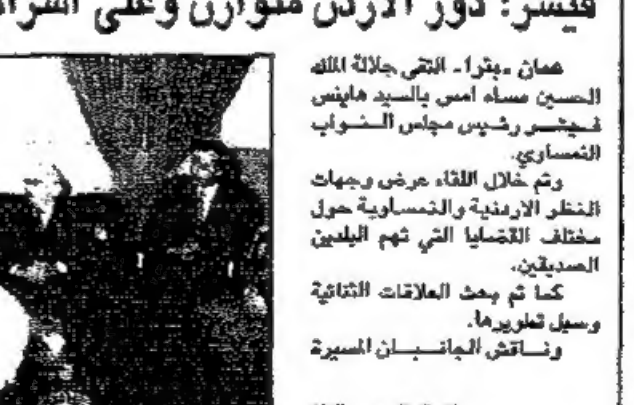 فيشر: دور الأردن متوازن وعلى
عمان ـ بترا ـ التقى جلالة الملك
الحسين مساء امس بالسيد هاينس
فيشر رئيس مجلس النواب
النمساوي.
وتم خلال اللقاء عرض وجهات
النظر الاردنية والنمساوية حول
مختلف القضايا التي تهم البلدين
الصديقين.
كما تم بحث العلاقات الثنائية
وسبل تطويرها.
وناقش الجانبان المسيرة